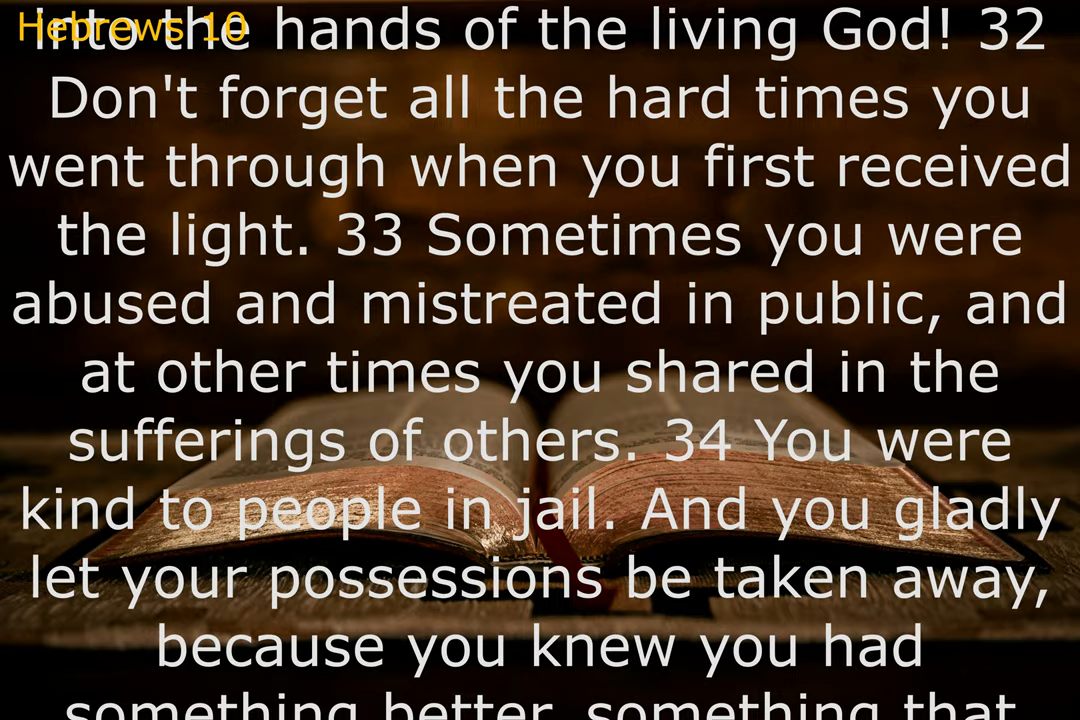 Hebrews 10
into the hands of the living God! 32
Don't forget all the hard times you
went through when you first received
the light. 33 Sometimes you were
abused and mistreated in public, and
at other times you shared in the
sufferings of others. 34 You were
kind to people in jail. And you gladly
let your possessions be taken away,
because you knew you had
something better, something that